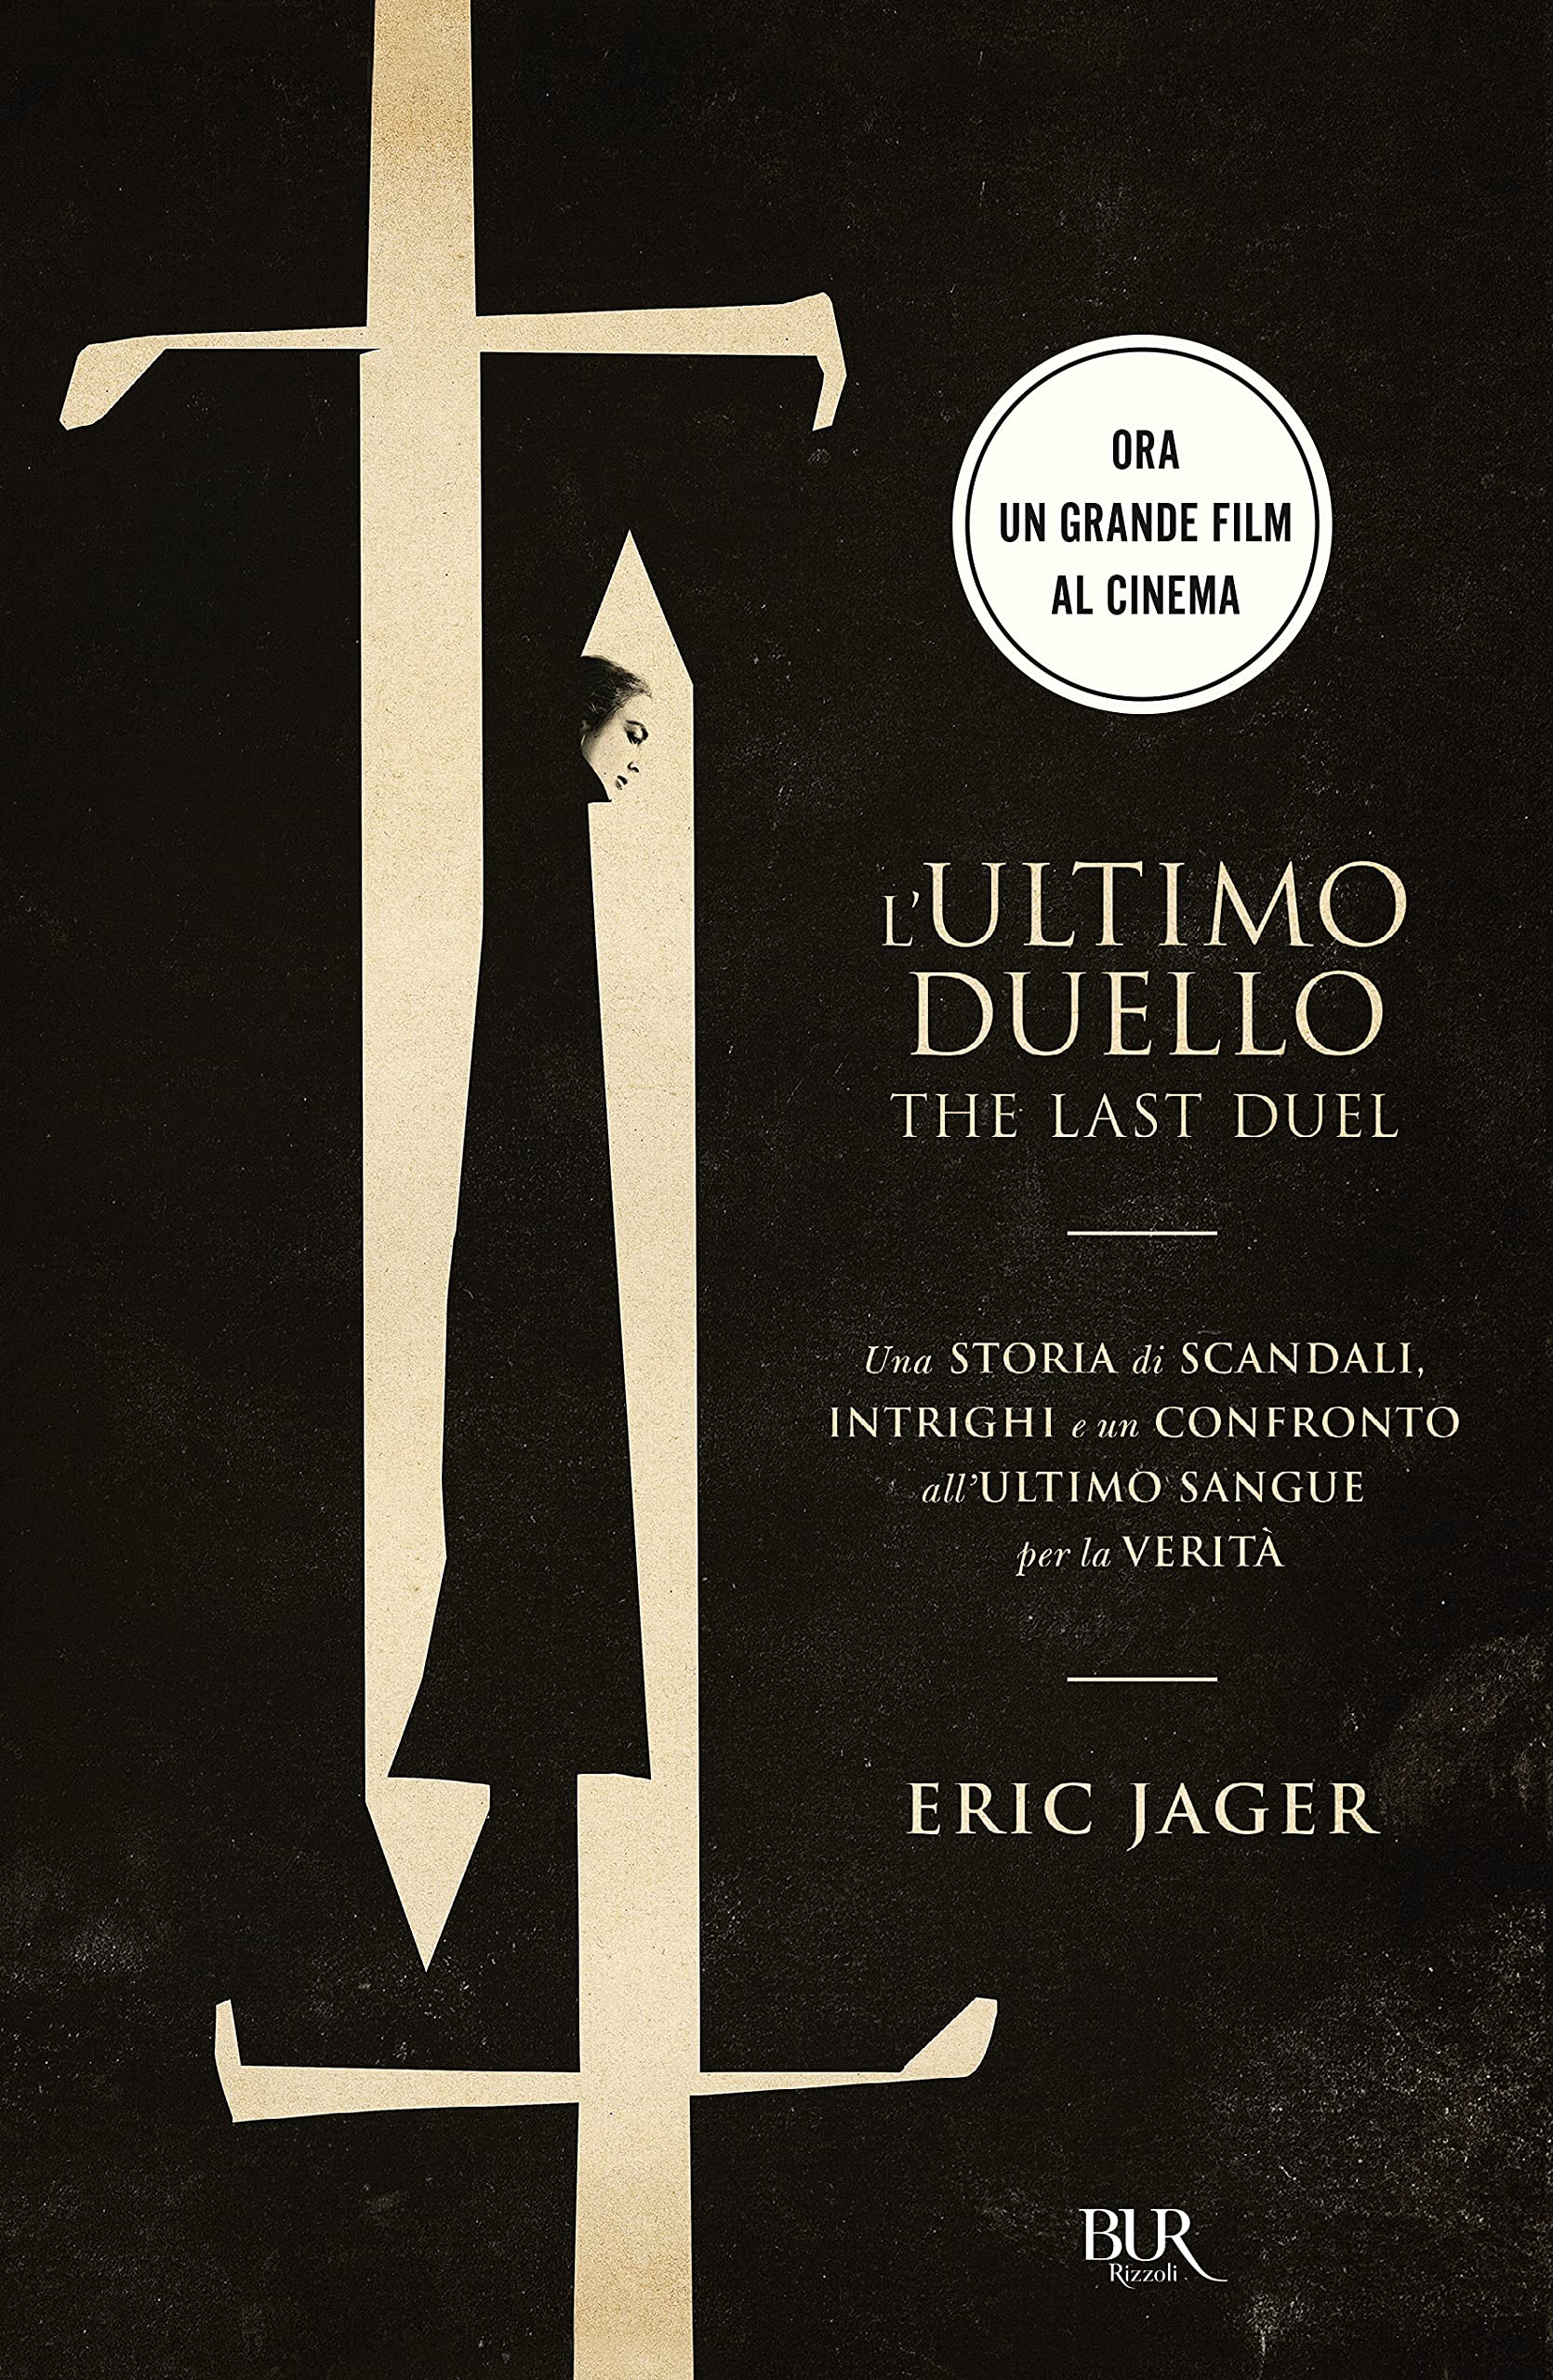 ORA
UN GRANDE FILM
AL CINEMA
L'ULTIMO
DUELLO
THE LAST DUEL
Una STORIA di SCANDALI,
INTRIGHI e un CONFRONTO
all'ULTIMO SANGUE
per la VERITÀ
ERIC JAGER
BUR
Rizzoli